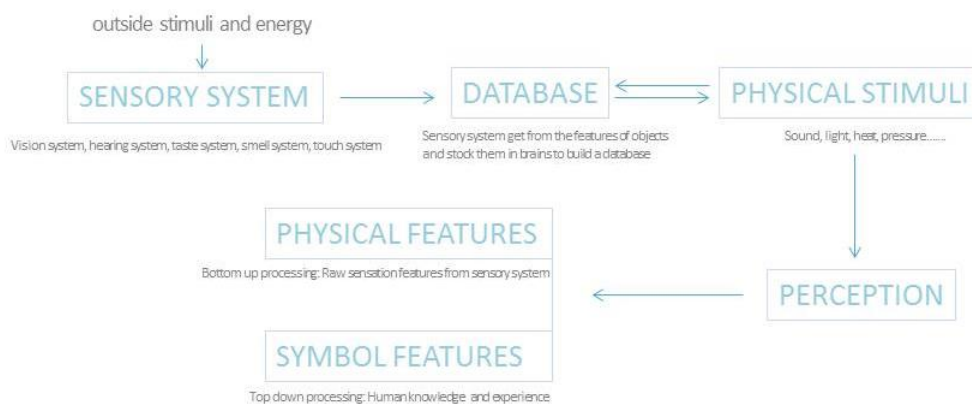 outside stimuli and energy
SENSORY SYSTEM
Vision system, hearing system, taste system, smell system, touch system
DATABASE
Sensory system get from the features of objects
and stock them in brains to build a database
PHYSICAL STIMULI
Sound, light, heat, pressure.......
PHYSICAL FEATURES
Bottom up processing: Raw sensation features from sensory system
PERCEPTION
SYMBOL FEATURES
Top down processing: Human knowledge and experience